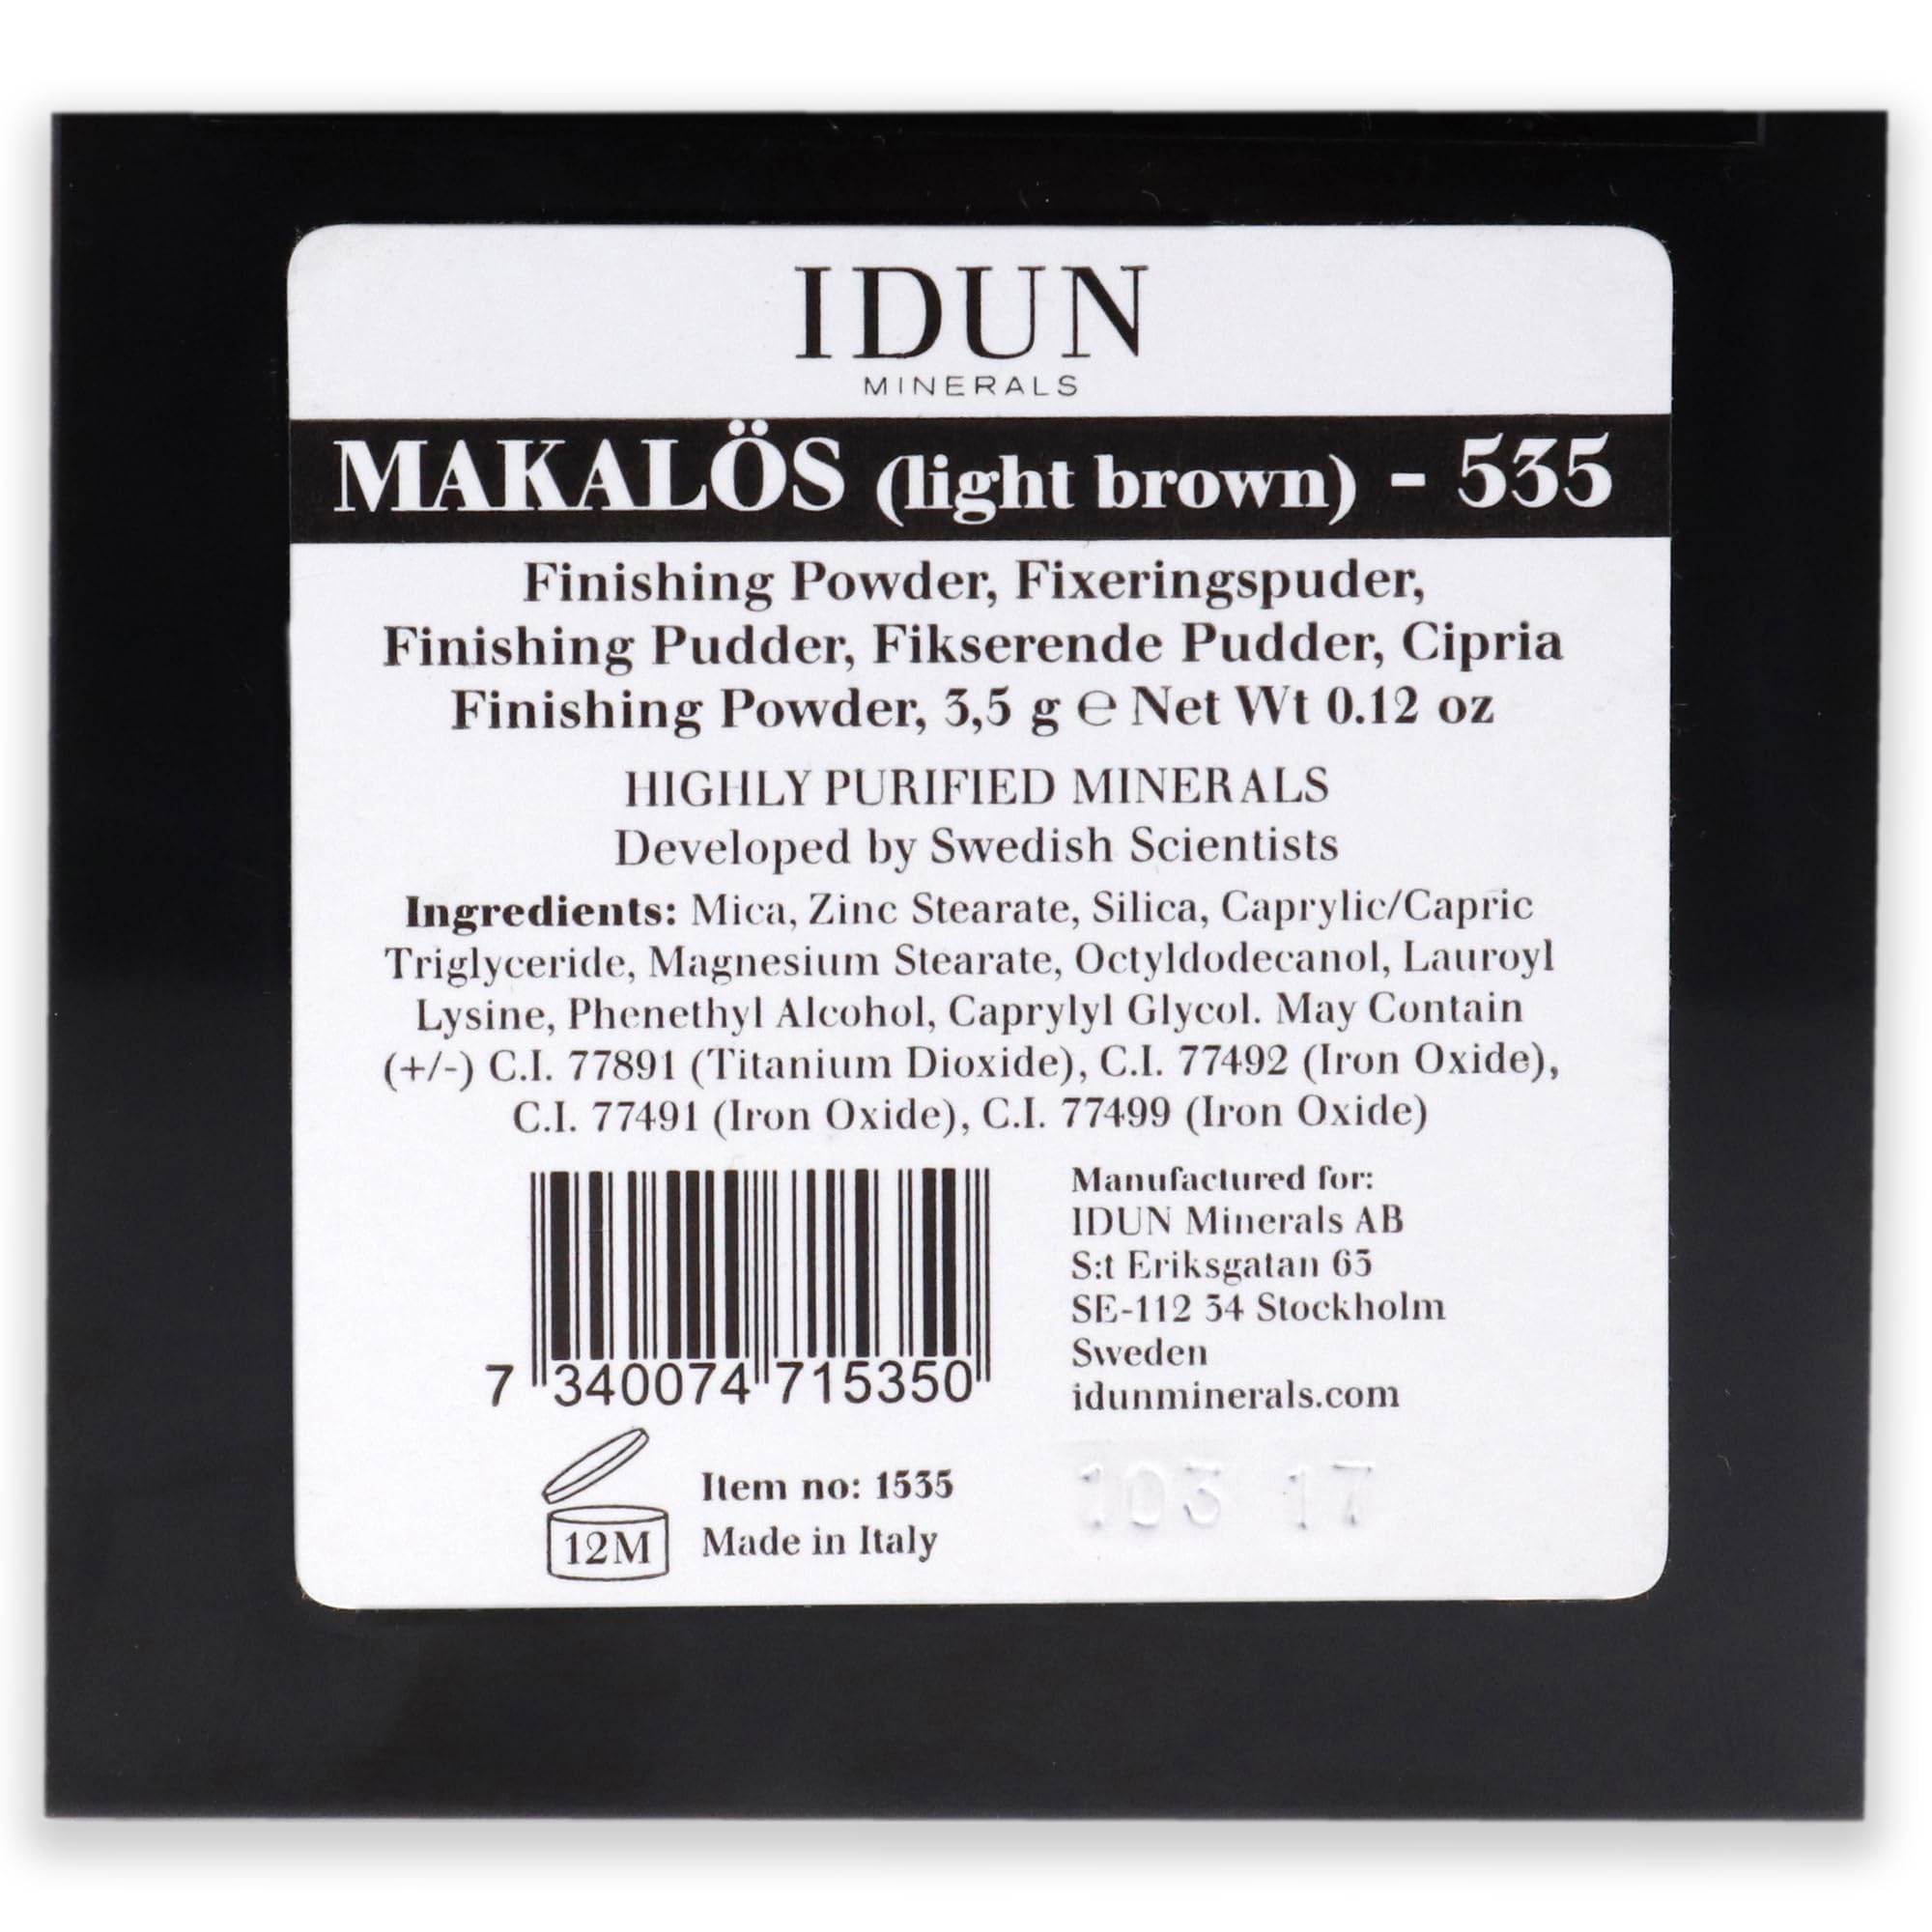 IDUN
MINERALS
MAKALÖS (light brown) - 535
Finishing Powder, Fixeringspuder,
Finishing Pudder, Fikserende Pudder, Cipria
Finishing Powder, 3,5 g ℮ Net Wt 0.12 oz
HIGHLY PURIFIED MINERALS
Developed by Swedish Scientists
Ingredients: Mica, Zinc Stearate, Silica, Caprylic/Capric
Triglyceride, Magnesium Stearate, Octyldodecanol, Lauroyl
Lysine, Phenethyl Alcohol, Caprylyl Glycol. May Contain
(+/-) C.I. 77891 (Titanium Dioxide), C.I. 77492 (Iron Oxide),
C.I. 77491 (Iron Oxide), C.I. 77499 (Iron Oxide)
7 340074 715350
Manufactured for:
IDUN Minerals AB
S:t Eriksgatan 63
SE-112 34 Stockholm
Sweden
idunminerals.com
12M
Item no: 1535
Made in Italy
103 17